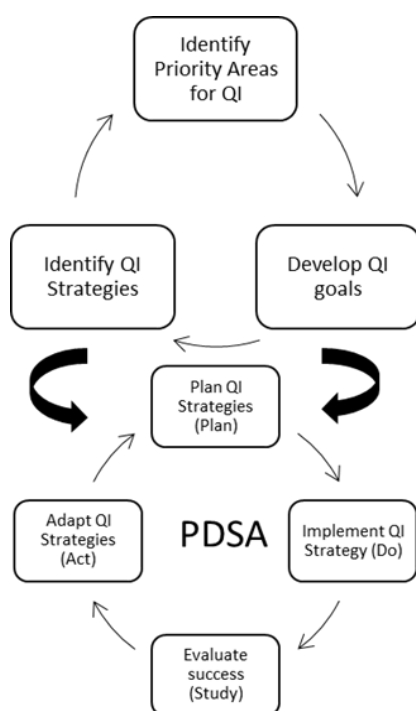 Identify
Priority Areas
for QI
Identify QI
Strategies
Develop QI
goals
Plan QI
Strategies
(Plan)
Adapt QI
Strategies
(Act)
PDSA
Implement QI
Strategy (Do)
Evaluate
success
(Study)